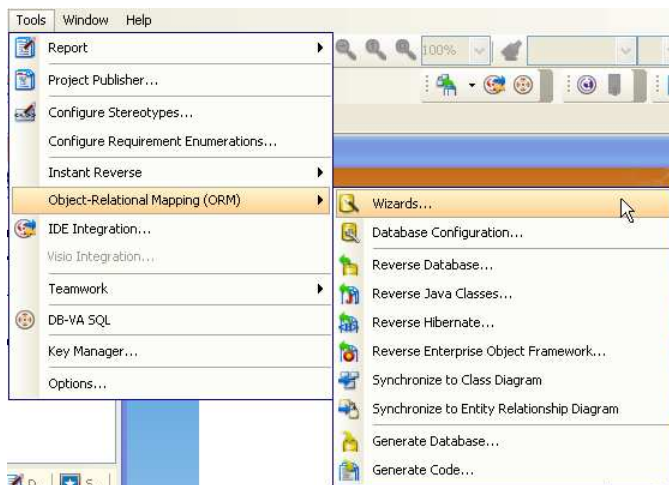 Tools Window Help
Report
100%
Project Publisher...
Configure Stereotypes...
Configure Requirement Enumerations...
Instant Reverse
Object-Relational Mapping (ORM)
Wizards...
IDE Integration...
Database Configuration...
Visio Integration...
Reverse Database...
Teamwork
Reverse Java Classes...
DB-VA SQL
Reverse Hibernate...
Key Manager...
Reverse Enterprise Object Framework...
Options...
Synchronize to Class Diagram
Synchronize to Entity Relationship Diagram
Generate Database...
Generate Code...
D...
S...